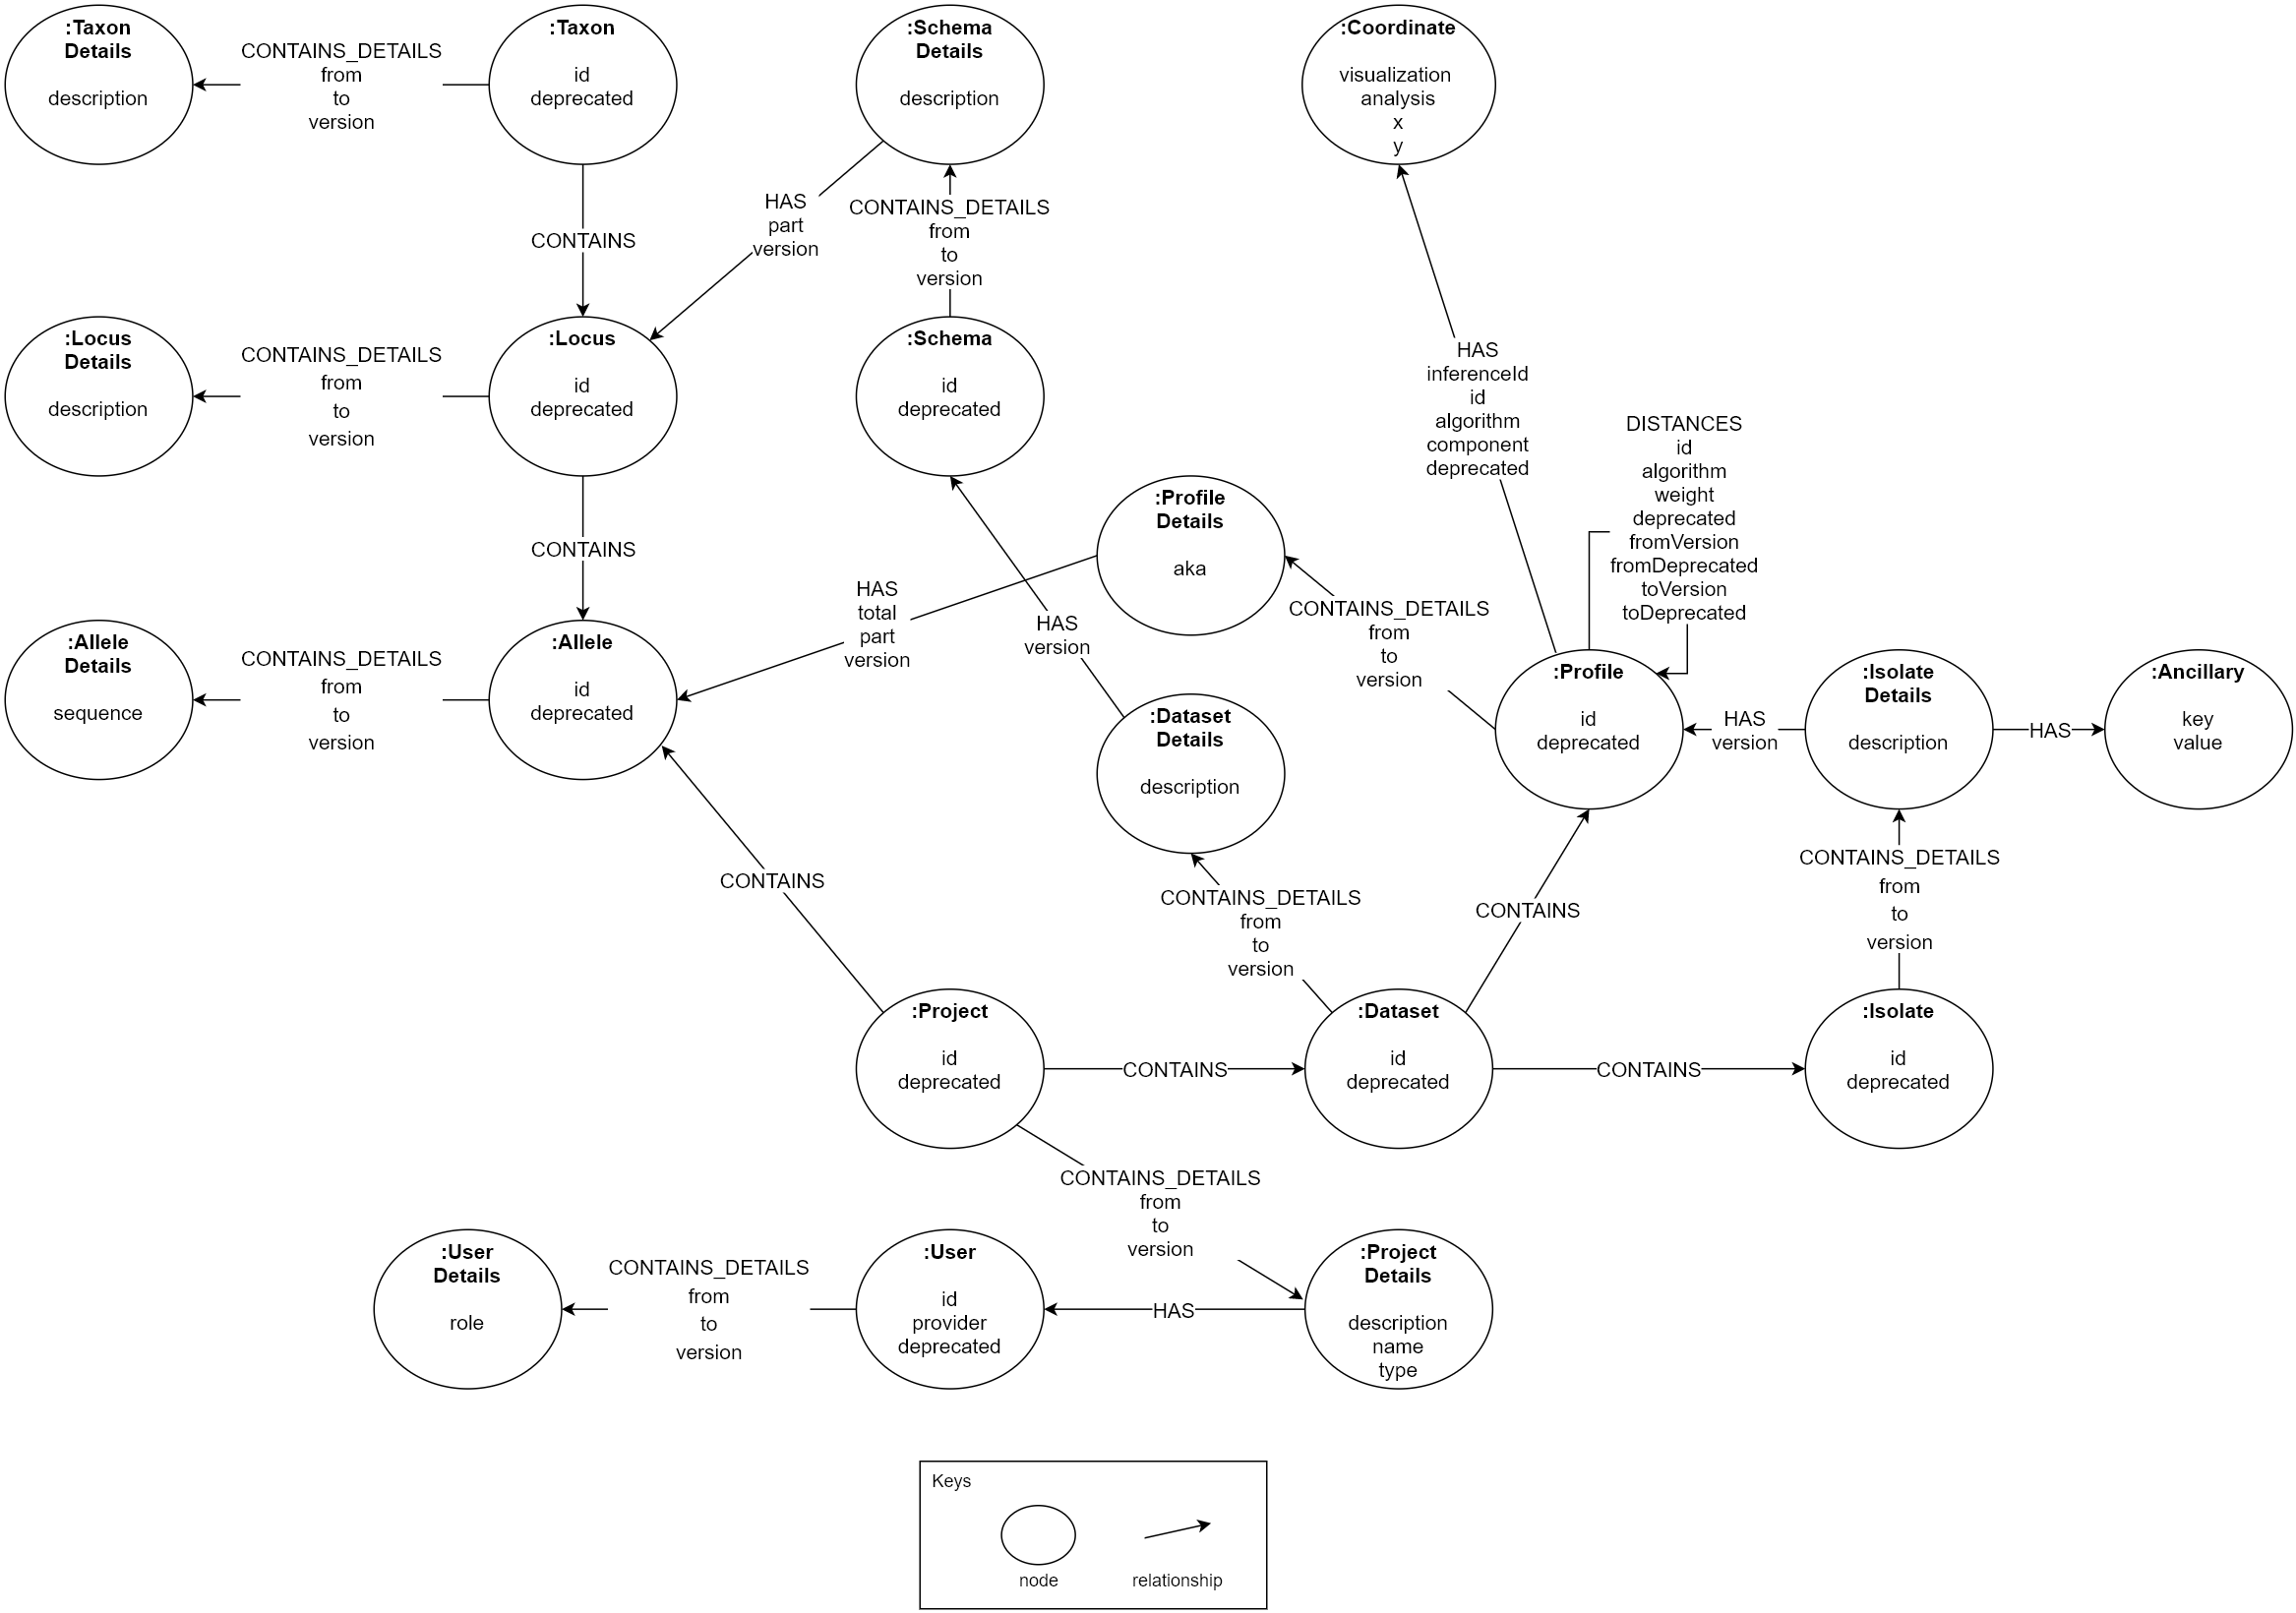 :Taxon
Details
description
CONTAINS_DETAILS
from
to
version
:Taxon
id
deprecated
:Schema
Details
description
:Coordinate
visualization
analysis
x
y
CONTAINS
HAS
part
version
CONTAINS_DETAILS
from
to
version
:Locus
Details
description
CONTAINS_DETAILS
from
to
version
:Locus
id
deprecated
:Schema
id
deprecated
HAS
inferenceId
id
algorithm
component
deprecated
DISTANCES
id
algorithm
weight
deprecated
fromVersion
fromDeprecated
toVersion
toDeprecated
CONTAINS
:Profile
Details
aka
HAS
total
part
version
HAS
version
CONTAINS_DETAILS
from
to
version
:Allele
Details
sequence
CONTAINS_DETAILS
from
to
version
:Allele
id
deprecated
:Dataset
Details
description
:Profile
id
deprecated
HAS
version
:Isolate
Details
description
HAS
:Ancillary
key
value
CONTAINS
CONTAINS_DETAILS
from
to
version
CONTAINS
CONTAINS_DETAILS
from
to
version
:Project
id
deprecated
CONTAINS
:Dataset
id
deprecated
CONTAINS
:Isolate
id
deprecated
CONTAINS_DETAILS
from
to
version
:User
Details
role
CONTAINS_DETAILS
from
to
version
:User
id
provider
deprecated
HAS
:Project
Details
description
name
type
Keys
node
relationship